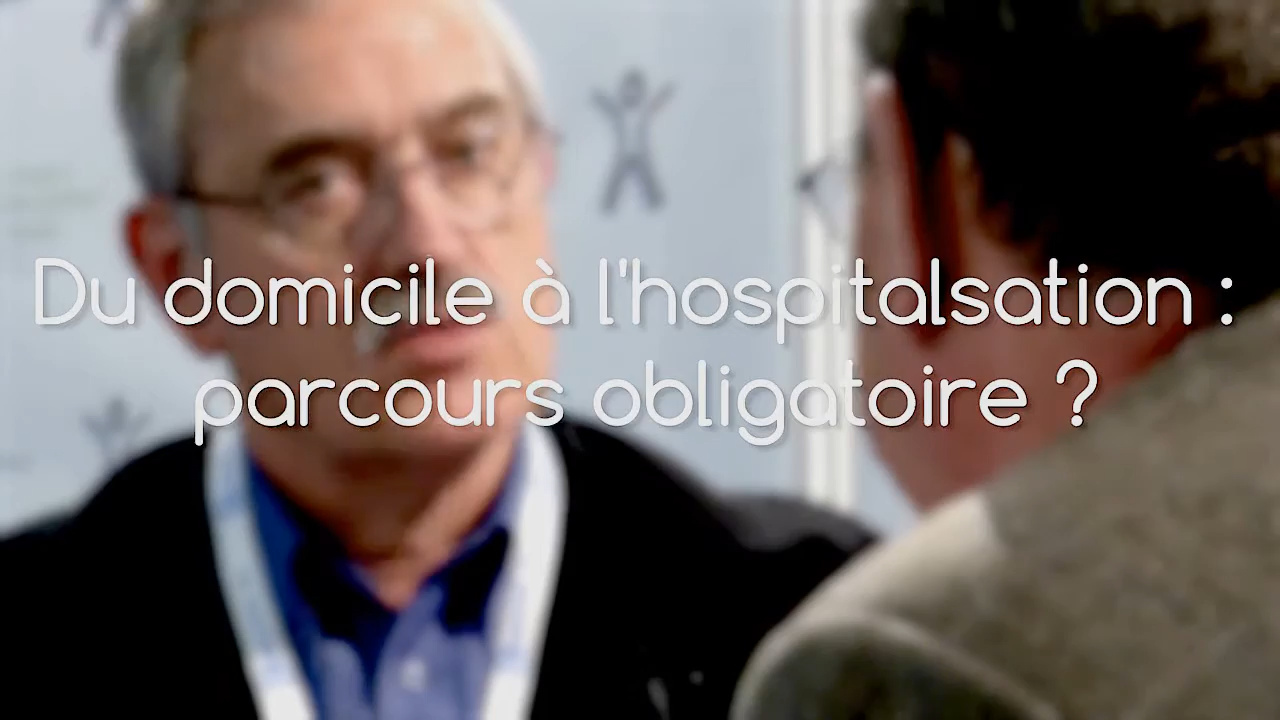 Du domicile à l'hospitalsation :
parcours obligatoire ?